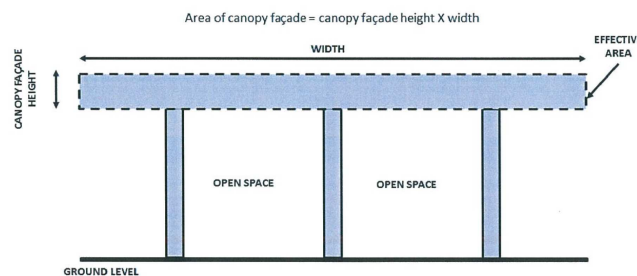 Area of canopy façade = canopy façade height X width
WIDTH
EFFECTIV
AREA
CANOPY FAÇADE
HEIGHT
OPEN SPACE
OPEN SPACE
GROUND LEVEL